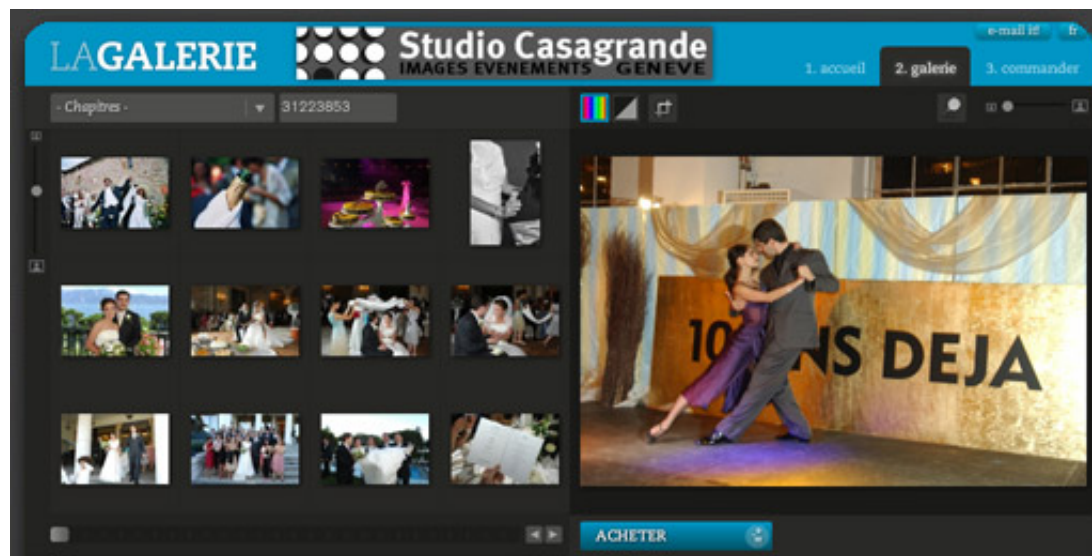 e-mail id fr
LAGALERIE
Studio Casagrande
IMAGES EVENEMENTS GENEVE
1. accueil 2. galerie 3. commander
- Chapitres - 31223853
10 ANS DEJA
ACHETER